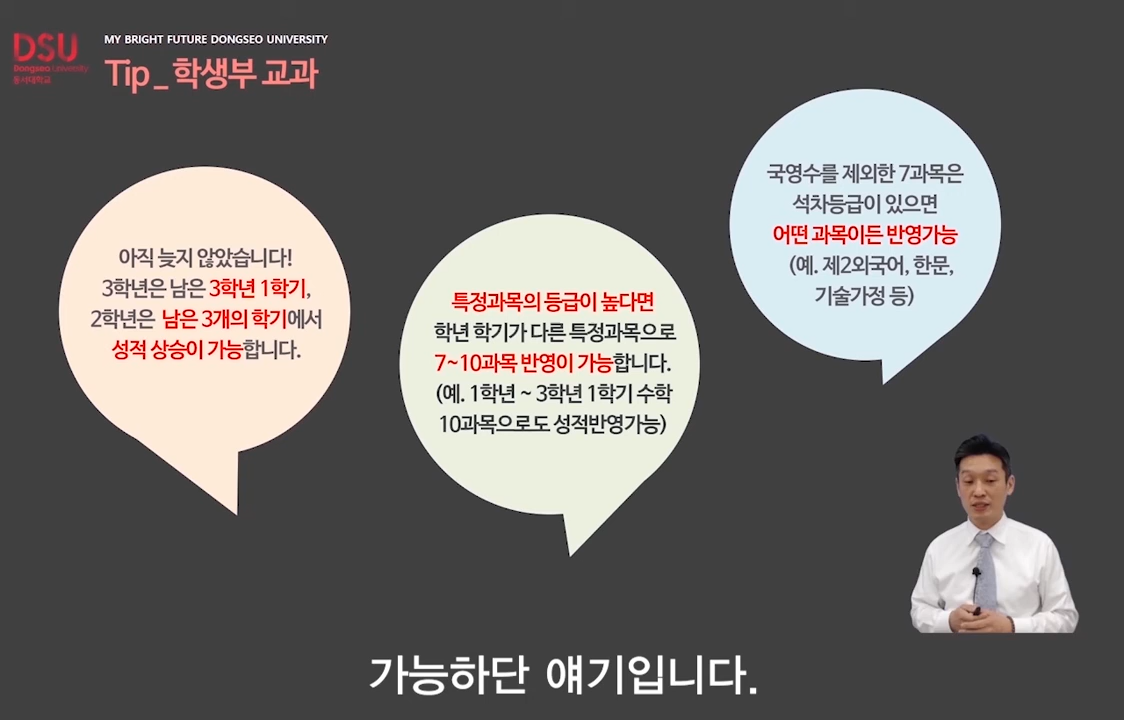 DSU
Dongseo University
동서대학교
MY BRIGHT FUTURE DONGSEO UNIVERSITY
Tip_학생부 교과
아직 늦지 않았습니다!
3학년은 남은 3학년 1학기,
2학년은 남은 3개의 학기에서
성적 상승이 가능합니다.
특정과목의 등급이 높다면
학년 학기가 다른 특정과목으로
7~10과목 반영이 가능합니다.
(예. 1학년 ~ 3학년 1학기 수학
10과목으로도 성적반영가능)
국영수를 제외한 7과목은
석차등급이 있으면
어떤 과목이든 반영가능
(예. 제2외국어, 한문,
기술가정 등)
가능하단 얘기입니다.